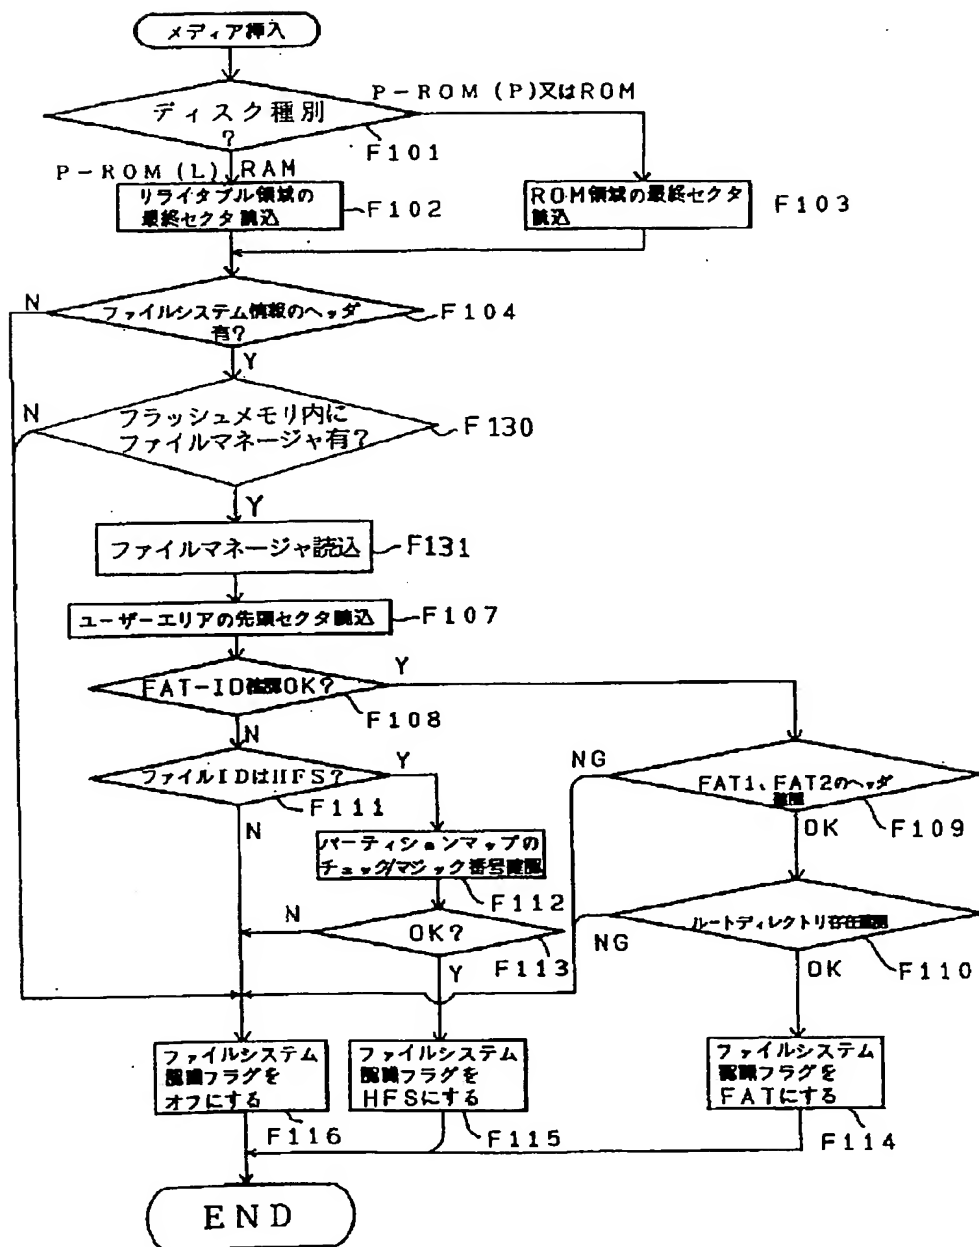 メディア挿入
P-ROM (P)又はROM
ディスク種別
?
F101
P-ROM (L) RAM
リライタブル領域の
最終セクタ読込
F102
ROM領域の最終セクタ
読込
F103
N
ファイルシステム情報のヘッダ
有?
F104
Y
N
フラッシュメモリ内に
ファイルマネージャ有?
F130
Y
ファイルマネージャ読込
F131
ユーザーエリアの先頭セクタ読込
F107
FAT-ID確認OK?
Y
F108
N
ファイルIDはHFS?
Y
F111
N
NG
FAT1、FAT2のヘッダ
確認
F109
OK
パーティションマップの
チェック/マジック番号確認
F112
N
OK?
F113
Y
NG
ルートディレクトリ存在確認
F110
OK
ファイルシステム
認識フラグを
オフにする
F116
ファイルシステム
認識フラグを
HFSにする
F115
ファイルシステム
認識フラグを
FATにする
F114
END